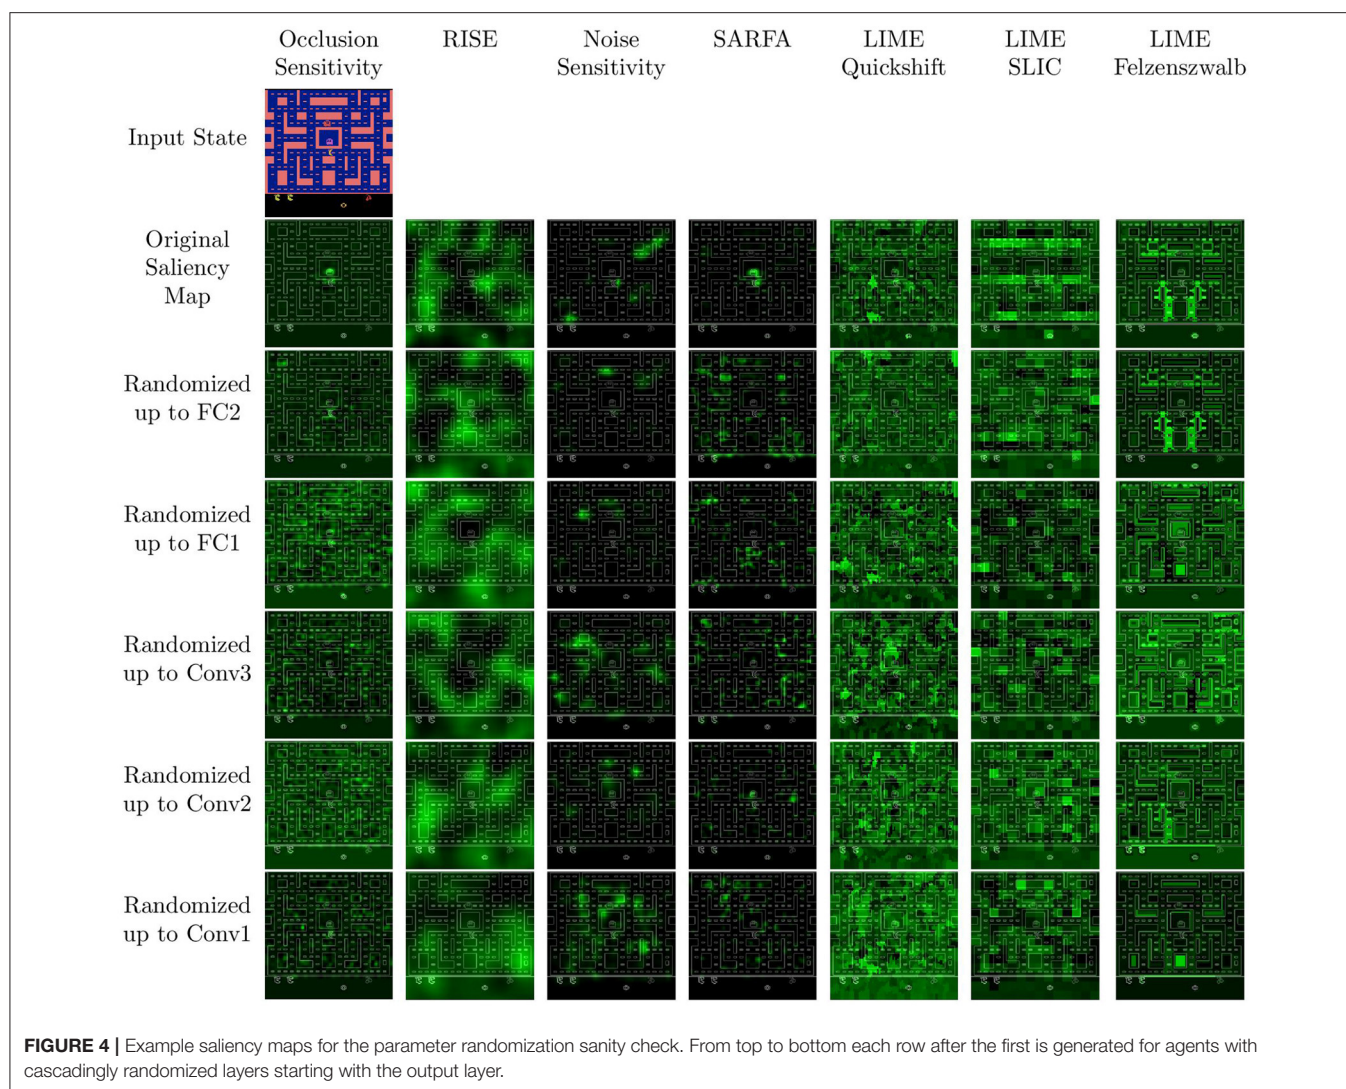 Occlusion Sensitivity
RISE
Noise Sensitivity
SARFA
LIME Quickshift
LIME SLIC
LIME Felzenszwalb
Input State
Original
Saliency
Map
Randomized
up to FC2
Randomized
up to FC1
Randomized
up to Conv3
Randomized
up to Conv2
Randomized
up to Conv1
FIGURE 4 | Example saliency maps for the parameter randomization sanity check. From top to bottom each row after the first is generated for agents with
cascadingly randomized layers starting with the output layer.